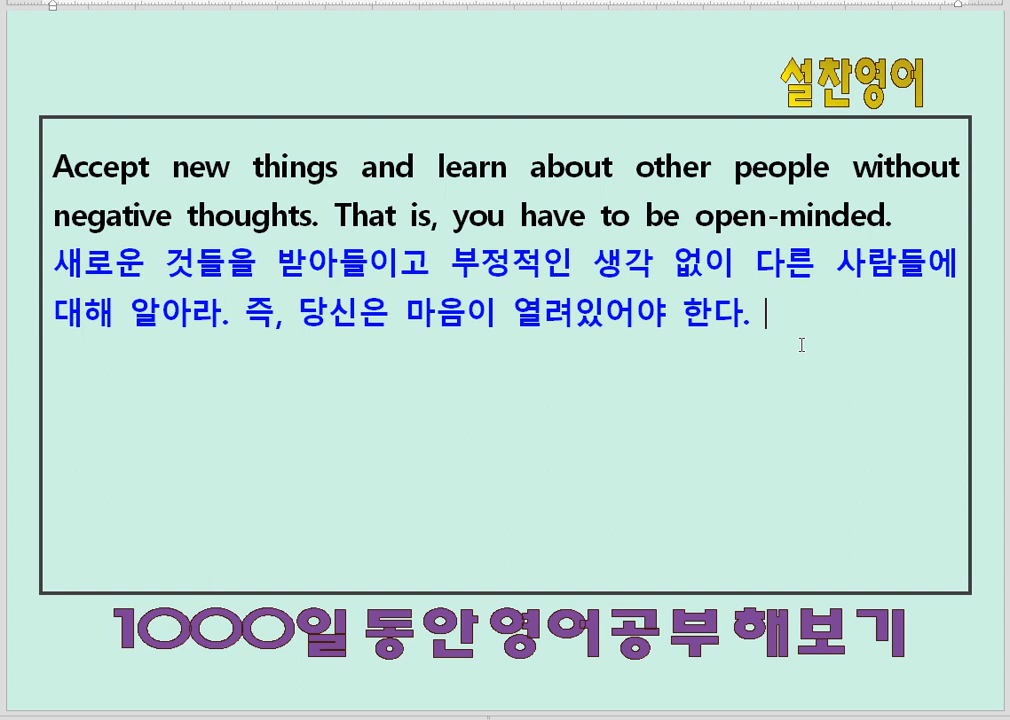 설찬영어
Accept new things and learn about other people without
negative thoughts. That is, you have to be open-minded.
새로운 것들을 받아들이고 부정적인 생각 없이 다른 사람들에
대해 알아라. 즉, 당신은 마음이 열려있어야 한다.
1000일 동안 영어공부 해보기